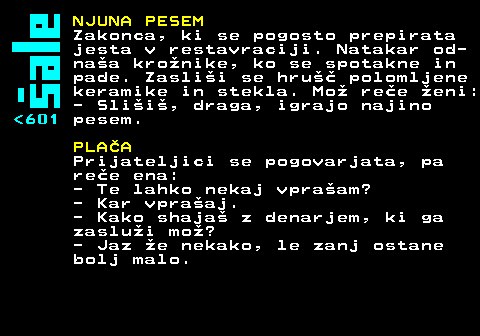 Šale
NJUNA PESEM
Zakonca, ki se pogosto prepirata
jesta v restavraciji. Natakar od-
naša krožnike, ko se spotakne in
pade. Zasliši se hrušč polomljene
keramike in stekla. Mož reče ženi:
- Slišiš, draga, igrajo najino
<601 pesem.
PLAČA
Prijateljici se pogovarjata, pa
reče ena:
- Te lahko nekaj vprašam?
- Kar vprašaj.
- Kako shajaš z denarjem, ki ga
zasluži mož?
- Jaz že nekako, le zanj ostane
bolj malo.